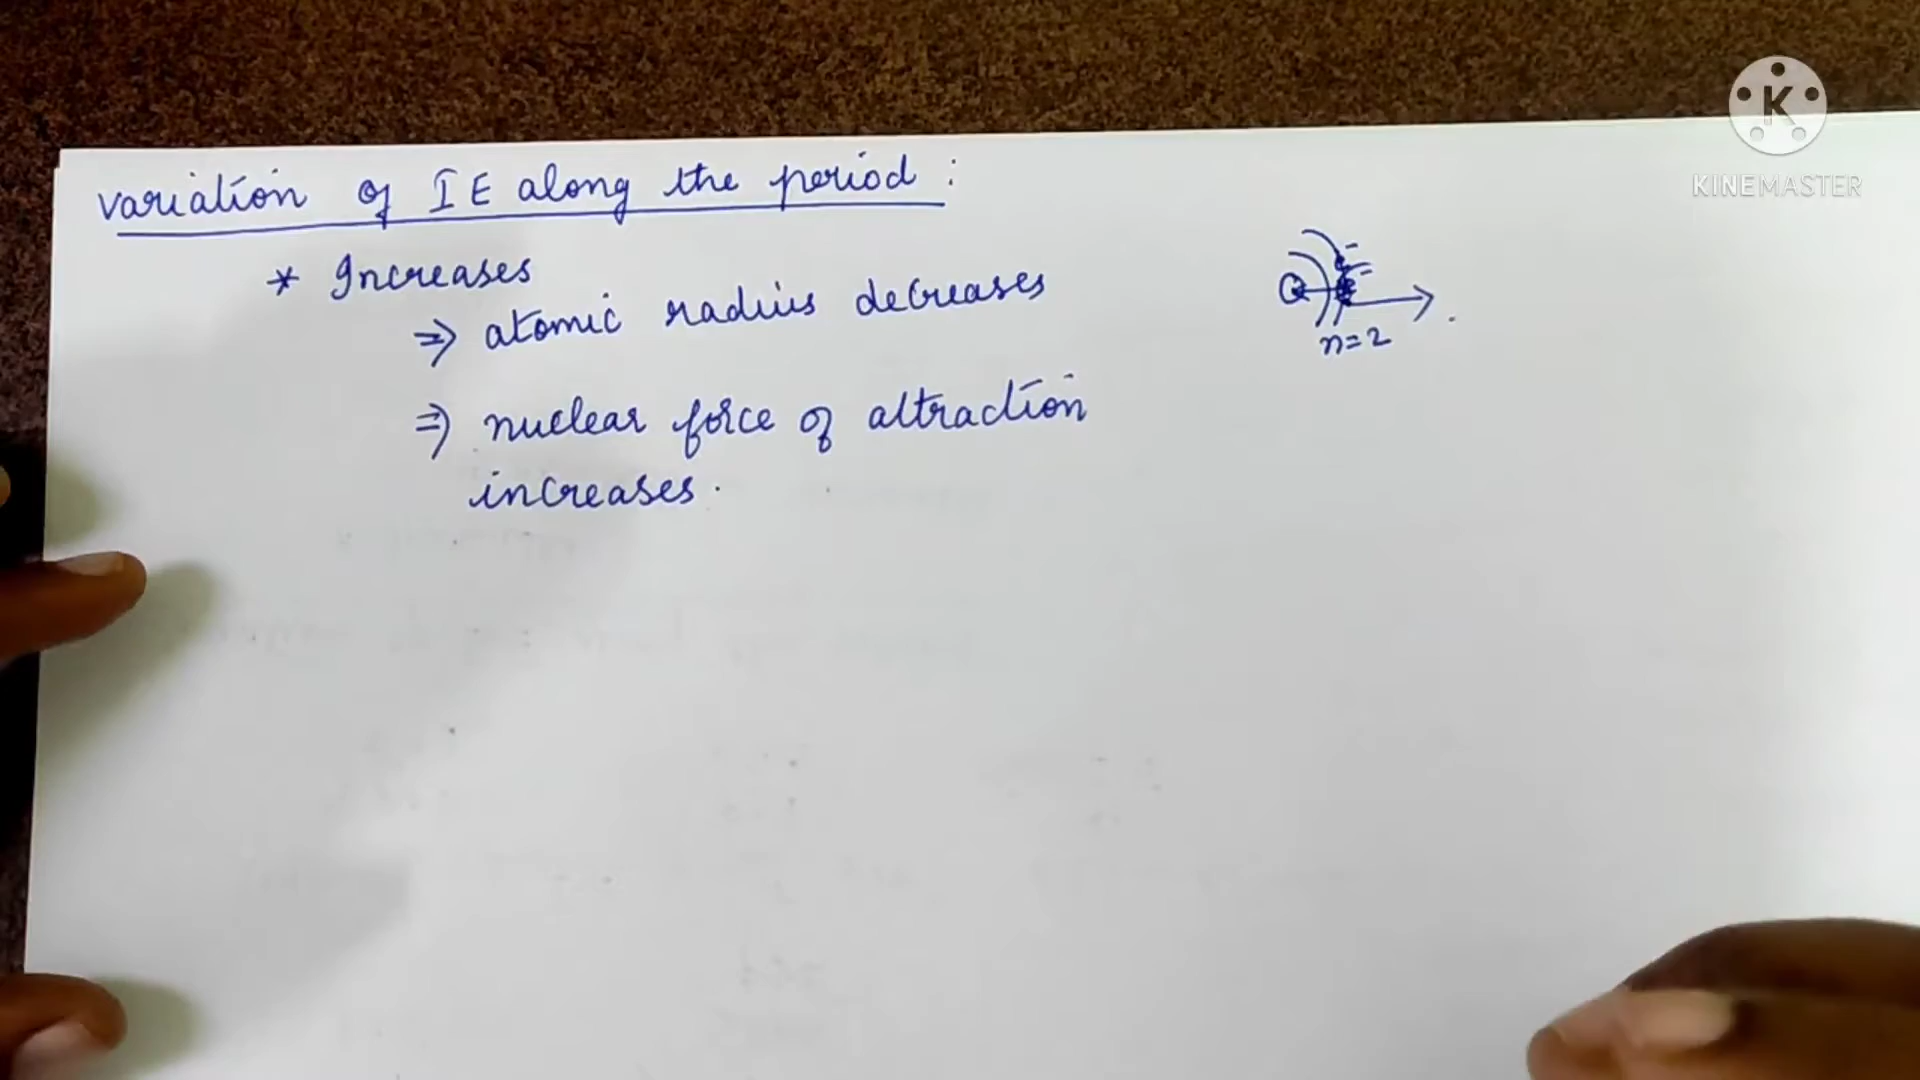 variation of IE along the period :
* Increases
⇒ atomic radius decreases
⇒ nuclear force of attraction
increases.
n=2
K
KINEMASTER